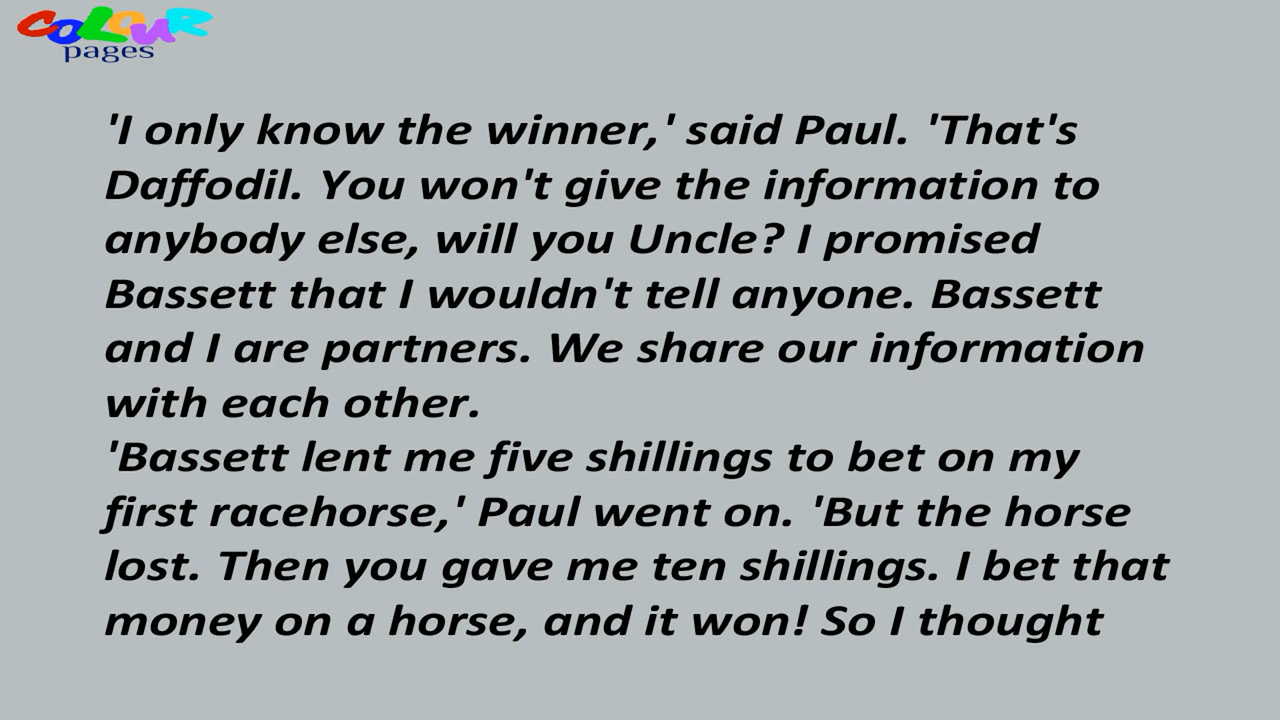 COLOUR
pages
'I only know the winner,' said Paul. 'That's
Daffodil. You won't give the information to
anybody else, will you Uncle? I promised
Bassett that I wouldn't tell anyone. Bassett
and I are partners. We share our information
with each other.
'Bassett lent me five shillings to bet on my
first racehorse,' Paul went on. 'But the horse
lost. Then you gave me ten shillings. I bet that
money on a horse, and it won! So I thought